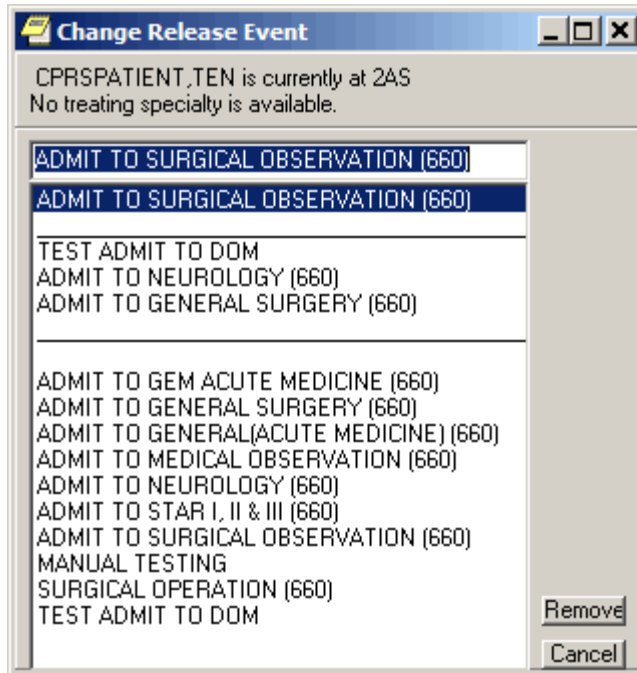 Change Release Event
CPRSPATIENT,TEN is currently at 2AS
No treating specialty is available.
ADMIT TO SURGICAL OBSERVATION (660)
ADMIT TO SURGICAL OBSERVATION (660)
TEST ADMIT TO DOM
ADMIT TO NEUROLOGY (660)
ADMIT TO GENERAL SURGERY (660)
ADMIT TO GEM ACUTE MEDICINE (660)
ADMIT TO GENERAL SURGERY (660)
ADMIT TO GENERAL(ACUTE MEDICINE) (660)
ADMIT TO MEDICAL OBSERVATION (660)
ADMIT TO NEUROLOGY (660)
ADMIT TO STAR I, II & III (660)
ADMIT TO SURGICAL OBSERVATION (660)
MANUAL TESTING
SURGICAL OPERATION (660)
TEST ADMIT TO DOM
Remove
Cancel